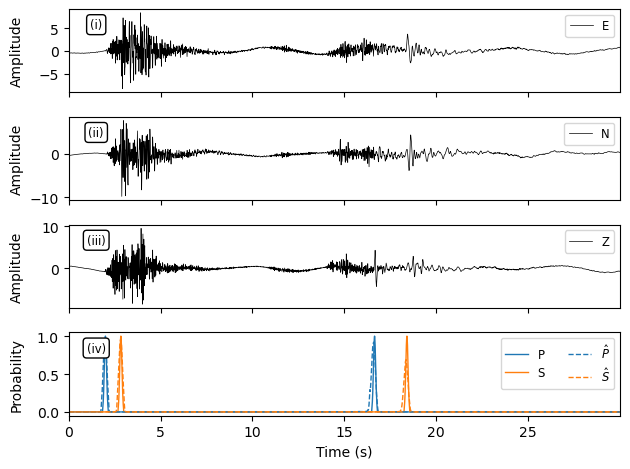 (i)
E
Amplitude
5
0
−5
(ii)
N
Amplitude
0
−10
(iii)
Z
Amplitude
10
0
(iv)
P
S
P̂
Ŝ
Probability
1.0
0.5
0.0
0 5 10 15 20 25
Time (s)